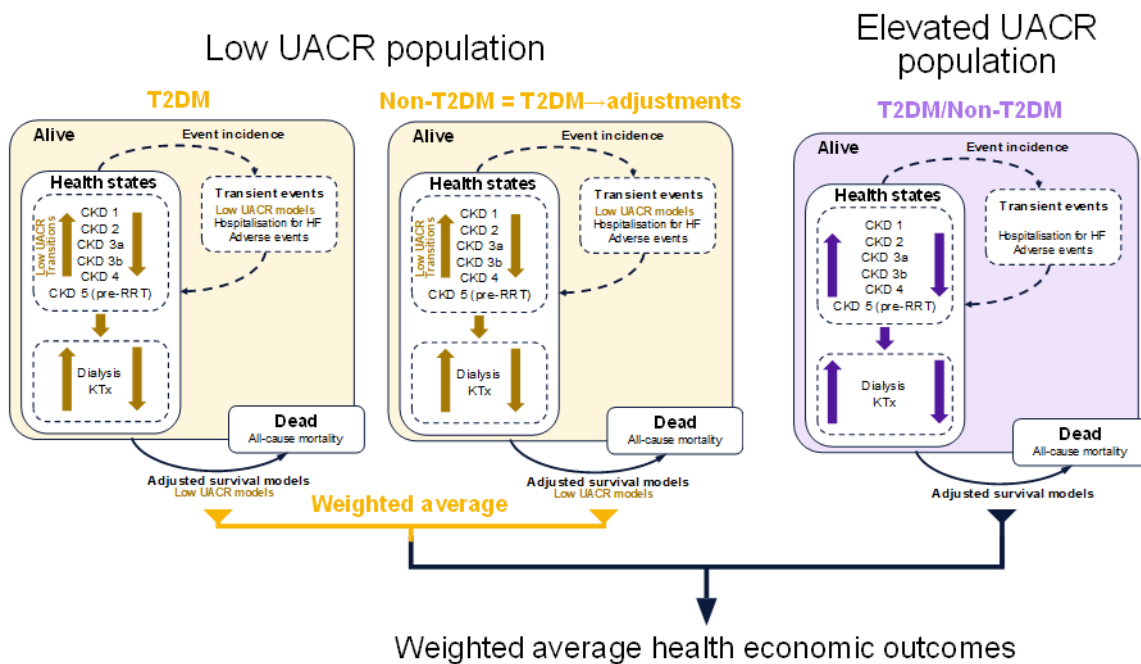 Low UACR population
Elevated UACR
population
T2DM
Alive
Event incidence
Health states
Low UACR
Transitions
CKD 1
CKD 2
CKD 3a
CKD 3b
CKD 4
CKD 5 (pre-RRT)
Transient events
Low UACR models
Hospitalisation for HF
Adverse events
Dialysis
KTx
Dead
All-cause mortality
Adjusted survival models
Low UACR models
Non-T2DM = T2DM→adjustments
Alive
Event incidence
Health states
Low UACR
Transitions
CKD 1
CKD 2
CKD 3a
CKD 3b
CKD 4
CKD 5 (pre-RRT)
Transient events
Low UACR models
Hospitalisation for HF
Adverse events
Dialysis
KTx
Dead
All-cause mortality
Adjusted survival models
Low UACR models
T2DM/Non-T2DM
Alive
Event incidence
Health states
CKD 1
CKD 2
CKD 3a
CKD 3b
CKD 4
CKD 5 (pre-RRT)
Transient events
Hospitalisation for HF
Adverse events
Dialysis
KTx
Dead
All-cause mortality
Adjusted survival models
Weighted average
Weighted average health economic outcomes